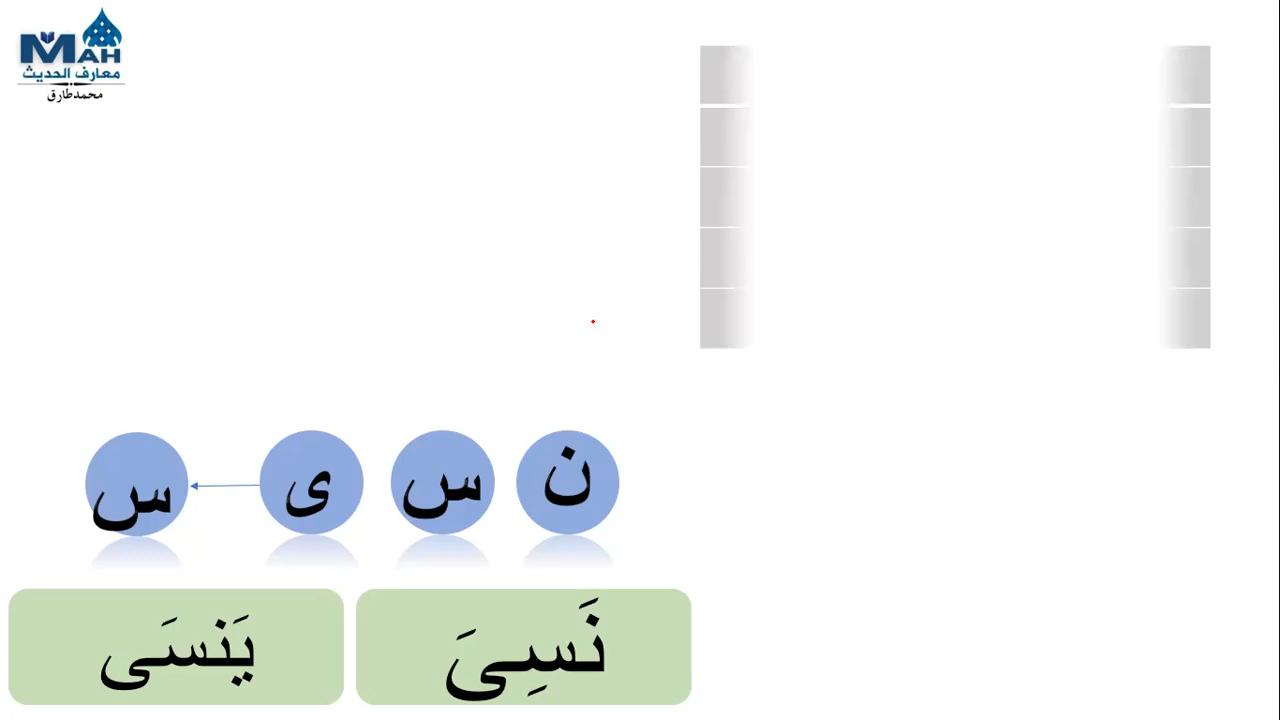 MAH
معارف الحديث
محمدطارق
ن س ی س
نَسِیَ يَنسَی